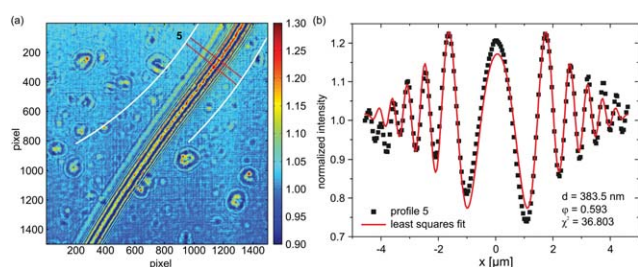 (a)
5
0
200
400
600
800
1000
1200
1400
pixel
200 400 600 800 1000 1200 1400
pixel
1.30
1.25
1.20
1.15
1.10
1.05
1.00
0.95
0.90
(b)
normalized intensity
1.2
1.1
1.0
0.9
0.8
0.7
-4 -2 0 2 4
x [µm]
profile 5
least squares fit
d = 383.5 nm
φ = 0.593
χ² = 36.803